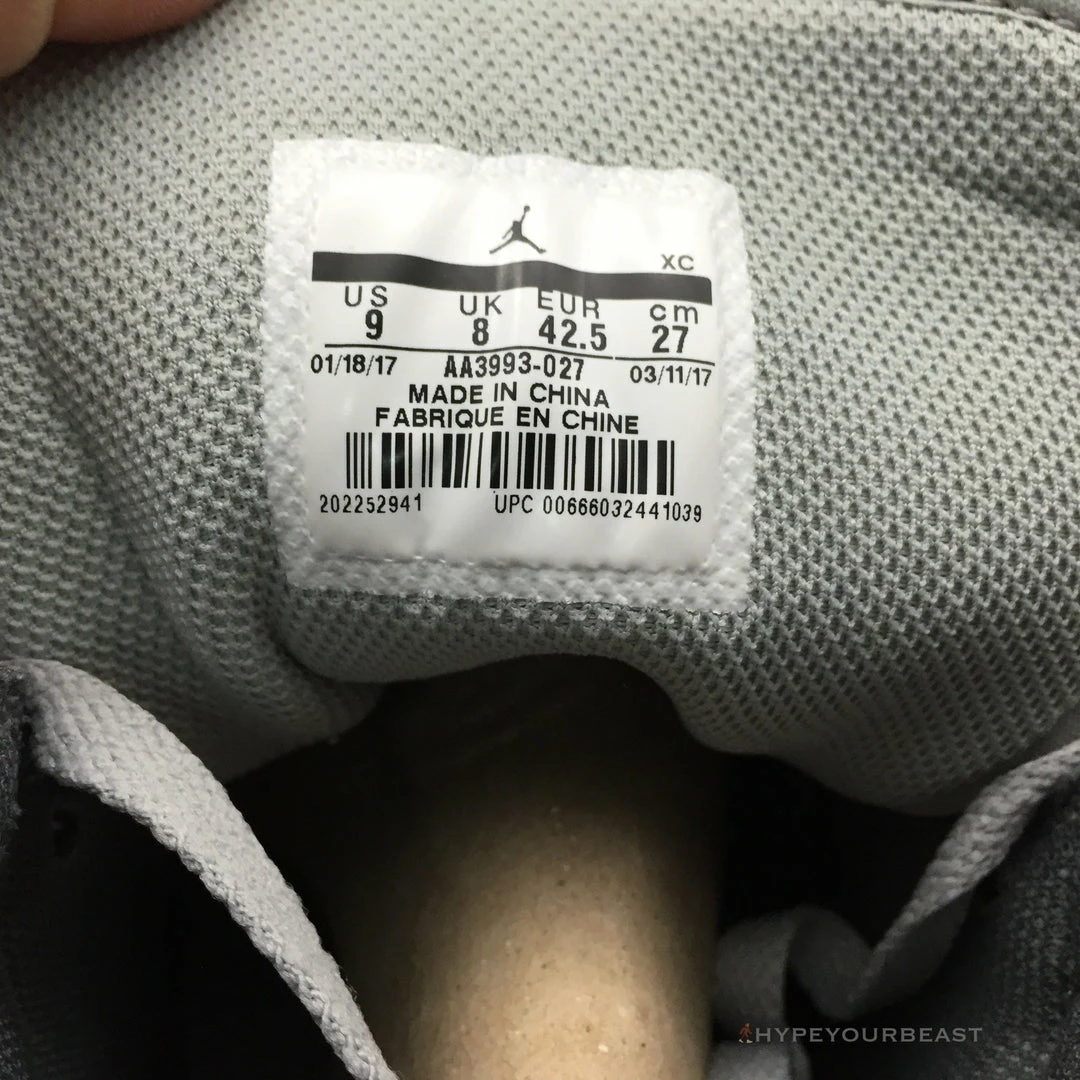 XC
US UK EUR cm
9 8 42.5 27
01/18/17 AA3993-027 03/11/17
MADE IN CHINA
FABRIQUE EN CHINE
202252941 UPC 00666032441039
HYPEYOURBEAST